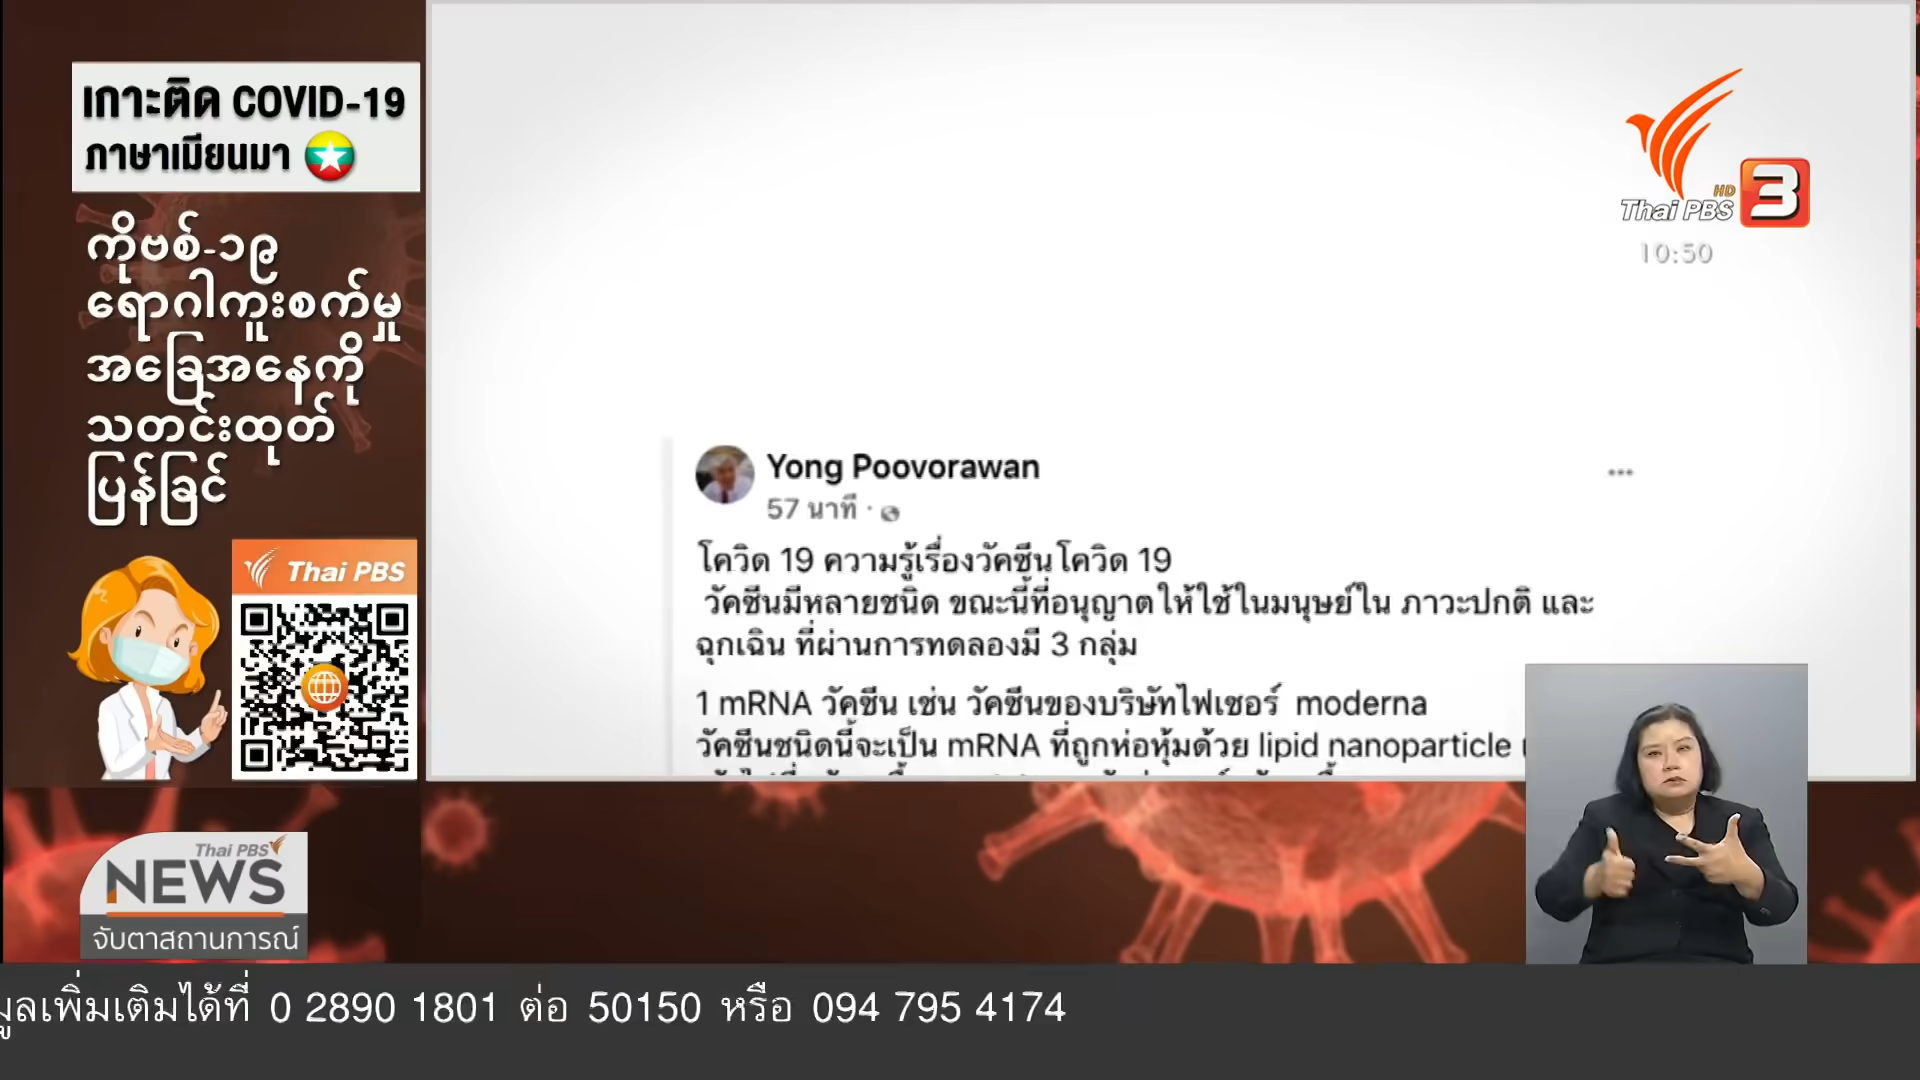 เกาะติด COVID-19
ภาษาเมียนมา
ကိုဗစ်-၁၉
ရောဂါကူးစက်မှု
အခြေအနေကို
သတင်းထုတ်
ပြန်ခြင်
Thai PBS
Thai PBS
NEWS
จับตาสถานการณ์
HD
Thai PBS 3
10:50
Yong Poovorawan
57 นาที ·
โควิด 19 ความรู้เรื่องวัคซีนโควิด 19
วัคซีนมีหลายชนิด ขณะนี้ที่อนุญาตให้ใช้ในมนุษย์ใน ภาวะปกติ และ
ฉุกเฉิน ที่ผ่านการทดลองมี 3 กลุ่ม
1 mRNA วัคซีน เช่น วัคซีนของบริษัทไฟเซอร์ moderna
วัคซีนชนิดนี้จะเป็น mRNA ที่ถูกห่อหุ้มด้วย lipid nanoparticle
มูลเพิ่มเติมได้ที่ 0 2890 1801 ต่อ 50150 หรือ 094 795 4174